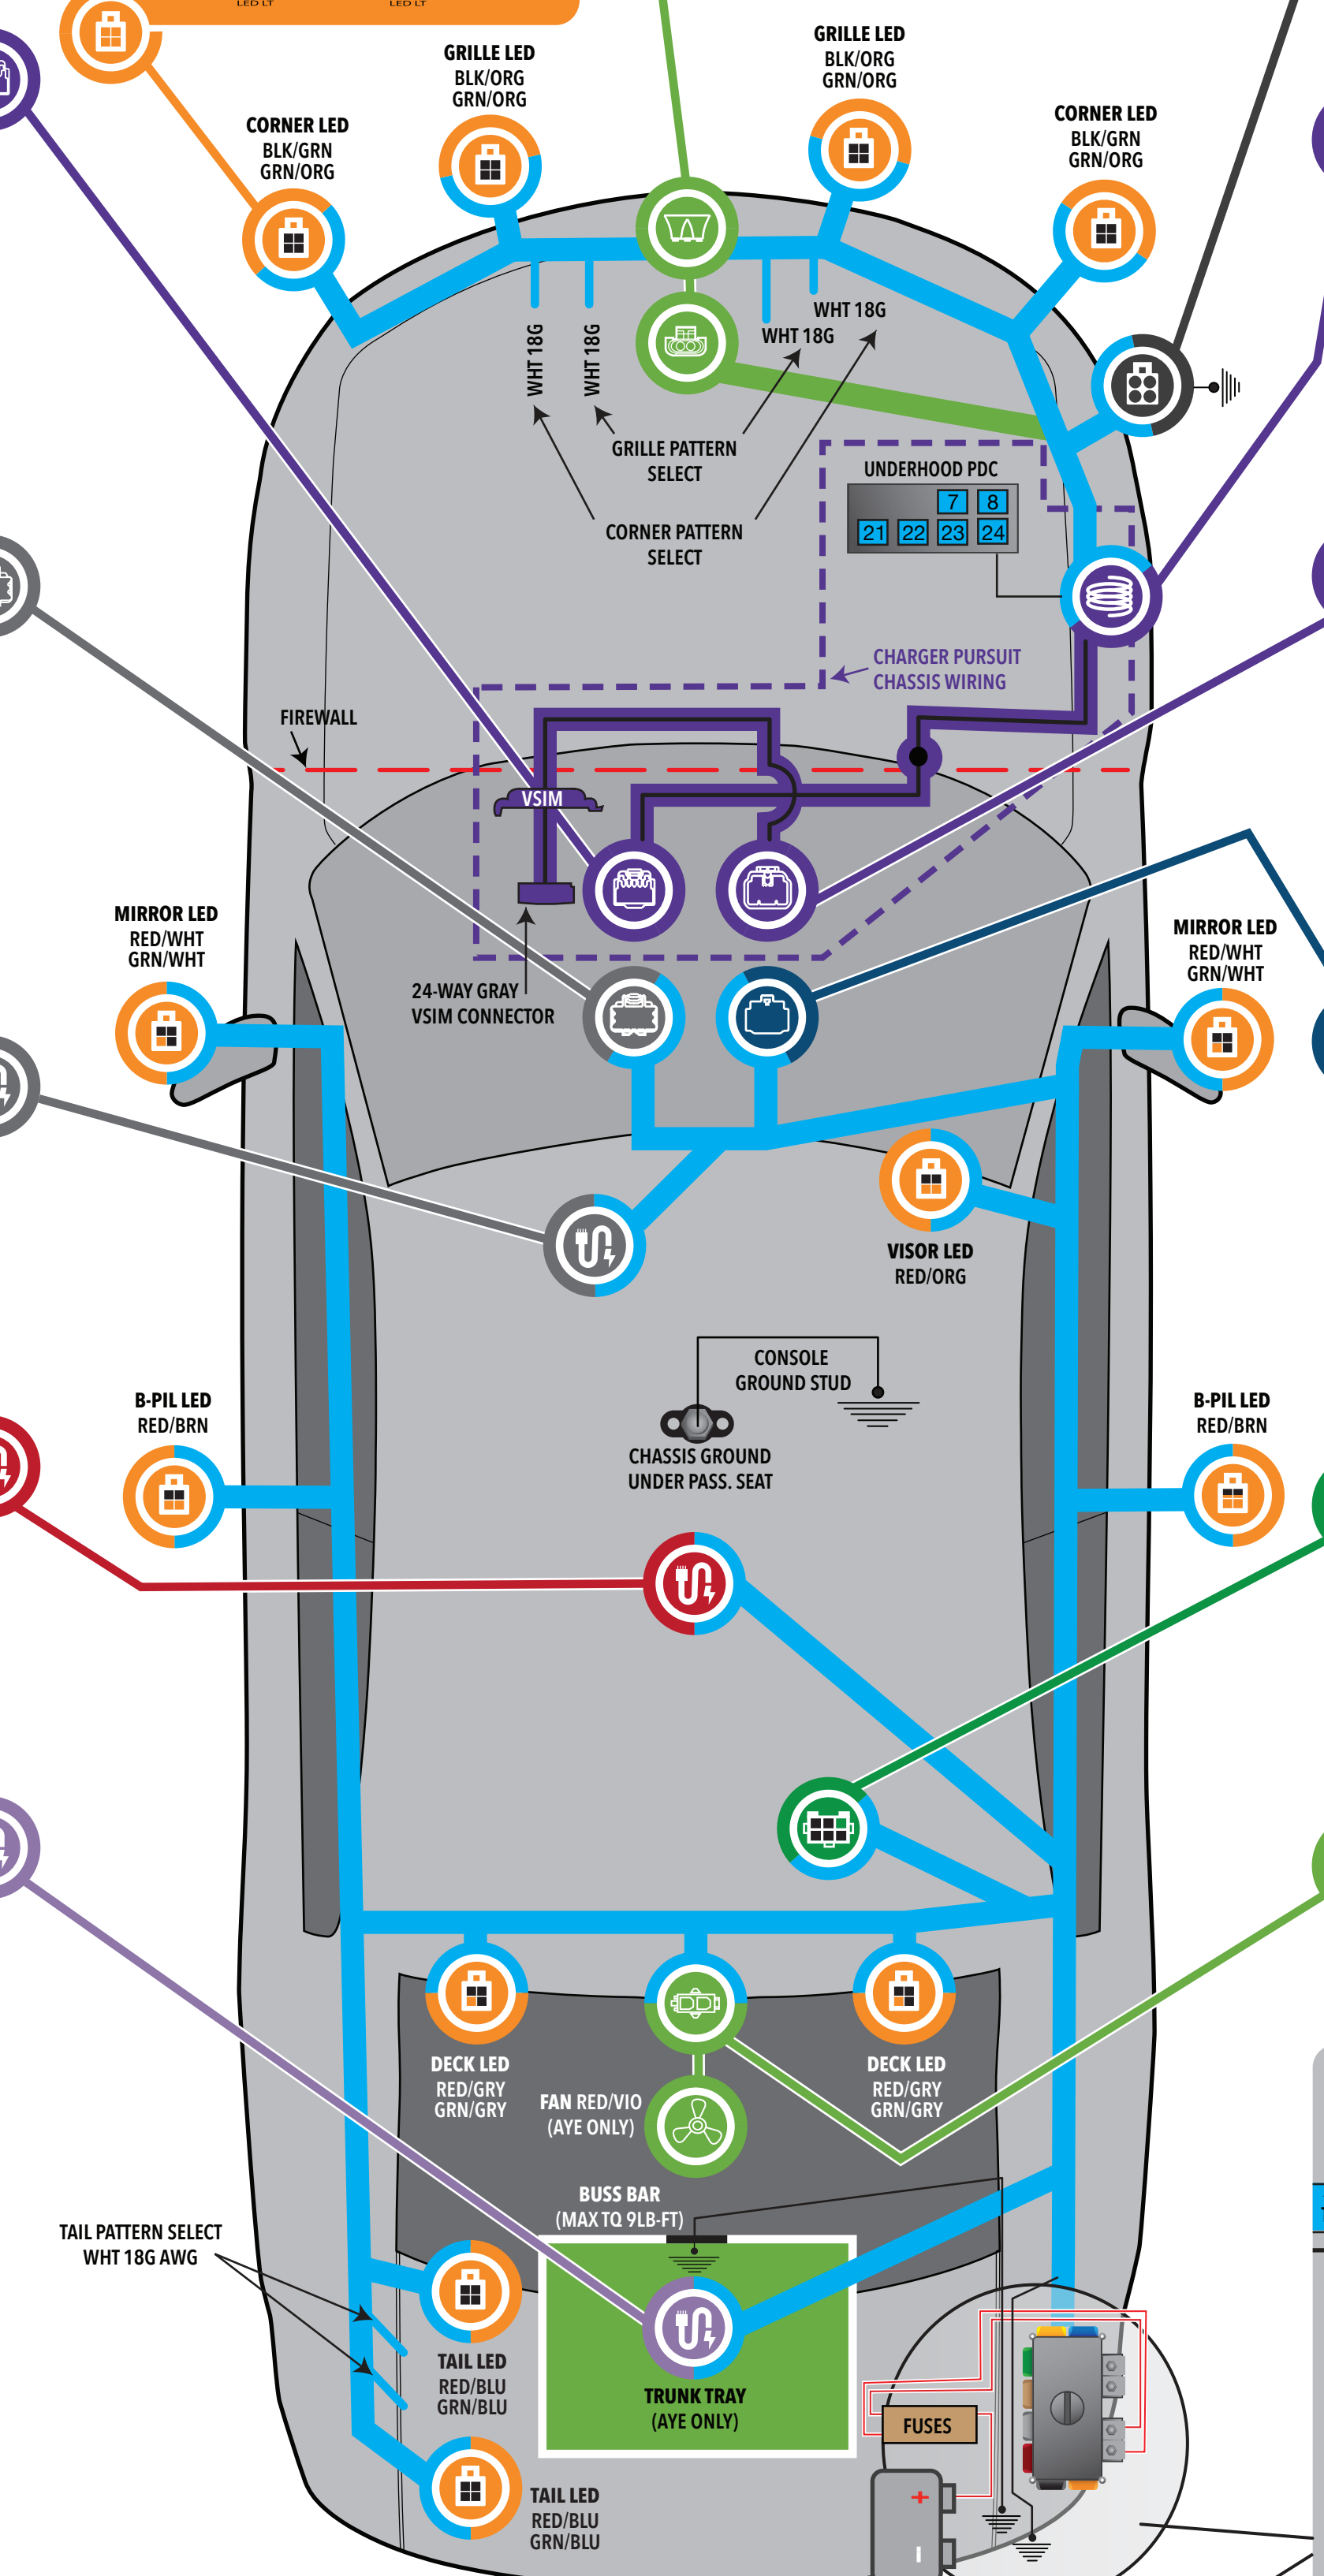 LED LT
LED LT
GRILLE LED
BLK/ORG
GRN/ORG
GRILLE LED
BLK/ORG
GRN/ORG
CORNER LED
BLK/GRN
GRN/ORG
CORNER LED
BLK/GRN
GRN/ORG
WHT 18G
WHT 18G
WHT 18G
WHT 18G
GRILLE PATTERN
SELECT
CORNER PATTERN
SELECT
UNDERHOOD PDC
7 8
21 22 23 24
CHARGER PURSUIT
CHASSIS WIRING
FIREWALL
VSIM
24-WAY GRAY
VSIM CONNECTOR
MIRROR LED
RED/WHT
GRN/WHT
MIRROR LED
RED/WHT
GRN/WHT
VISOR LED
RED/ORG
CONSOLE
GROUND STUD
CHASSIS GROUND
UNDER PASS. SEAT
B-PIL LED
RED/BRN
B-PIL LED
RED/BRN
DECK LED
RED/GRY
GRN/GRY
FAN RED/VIO
(AYE ONLY)
DECK LED
RED/GRY
GRN/GRY
BUSS BAR
(MAX TQ 9LB-FT)
TAIL PATTERN SELECT
WHT 18G AWG
TAIL LED
RED/BLU
GRN/BLU
TRUNK TRAY
(AYE ONLY)
FUSES
+
TAIL LED
RED/BLU
GRN/BLU